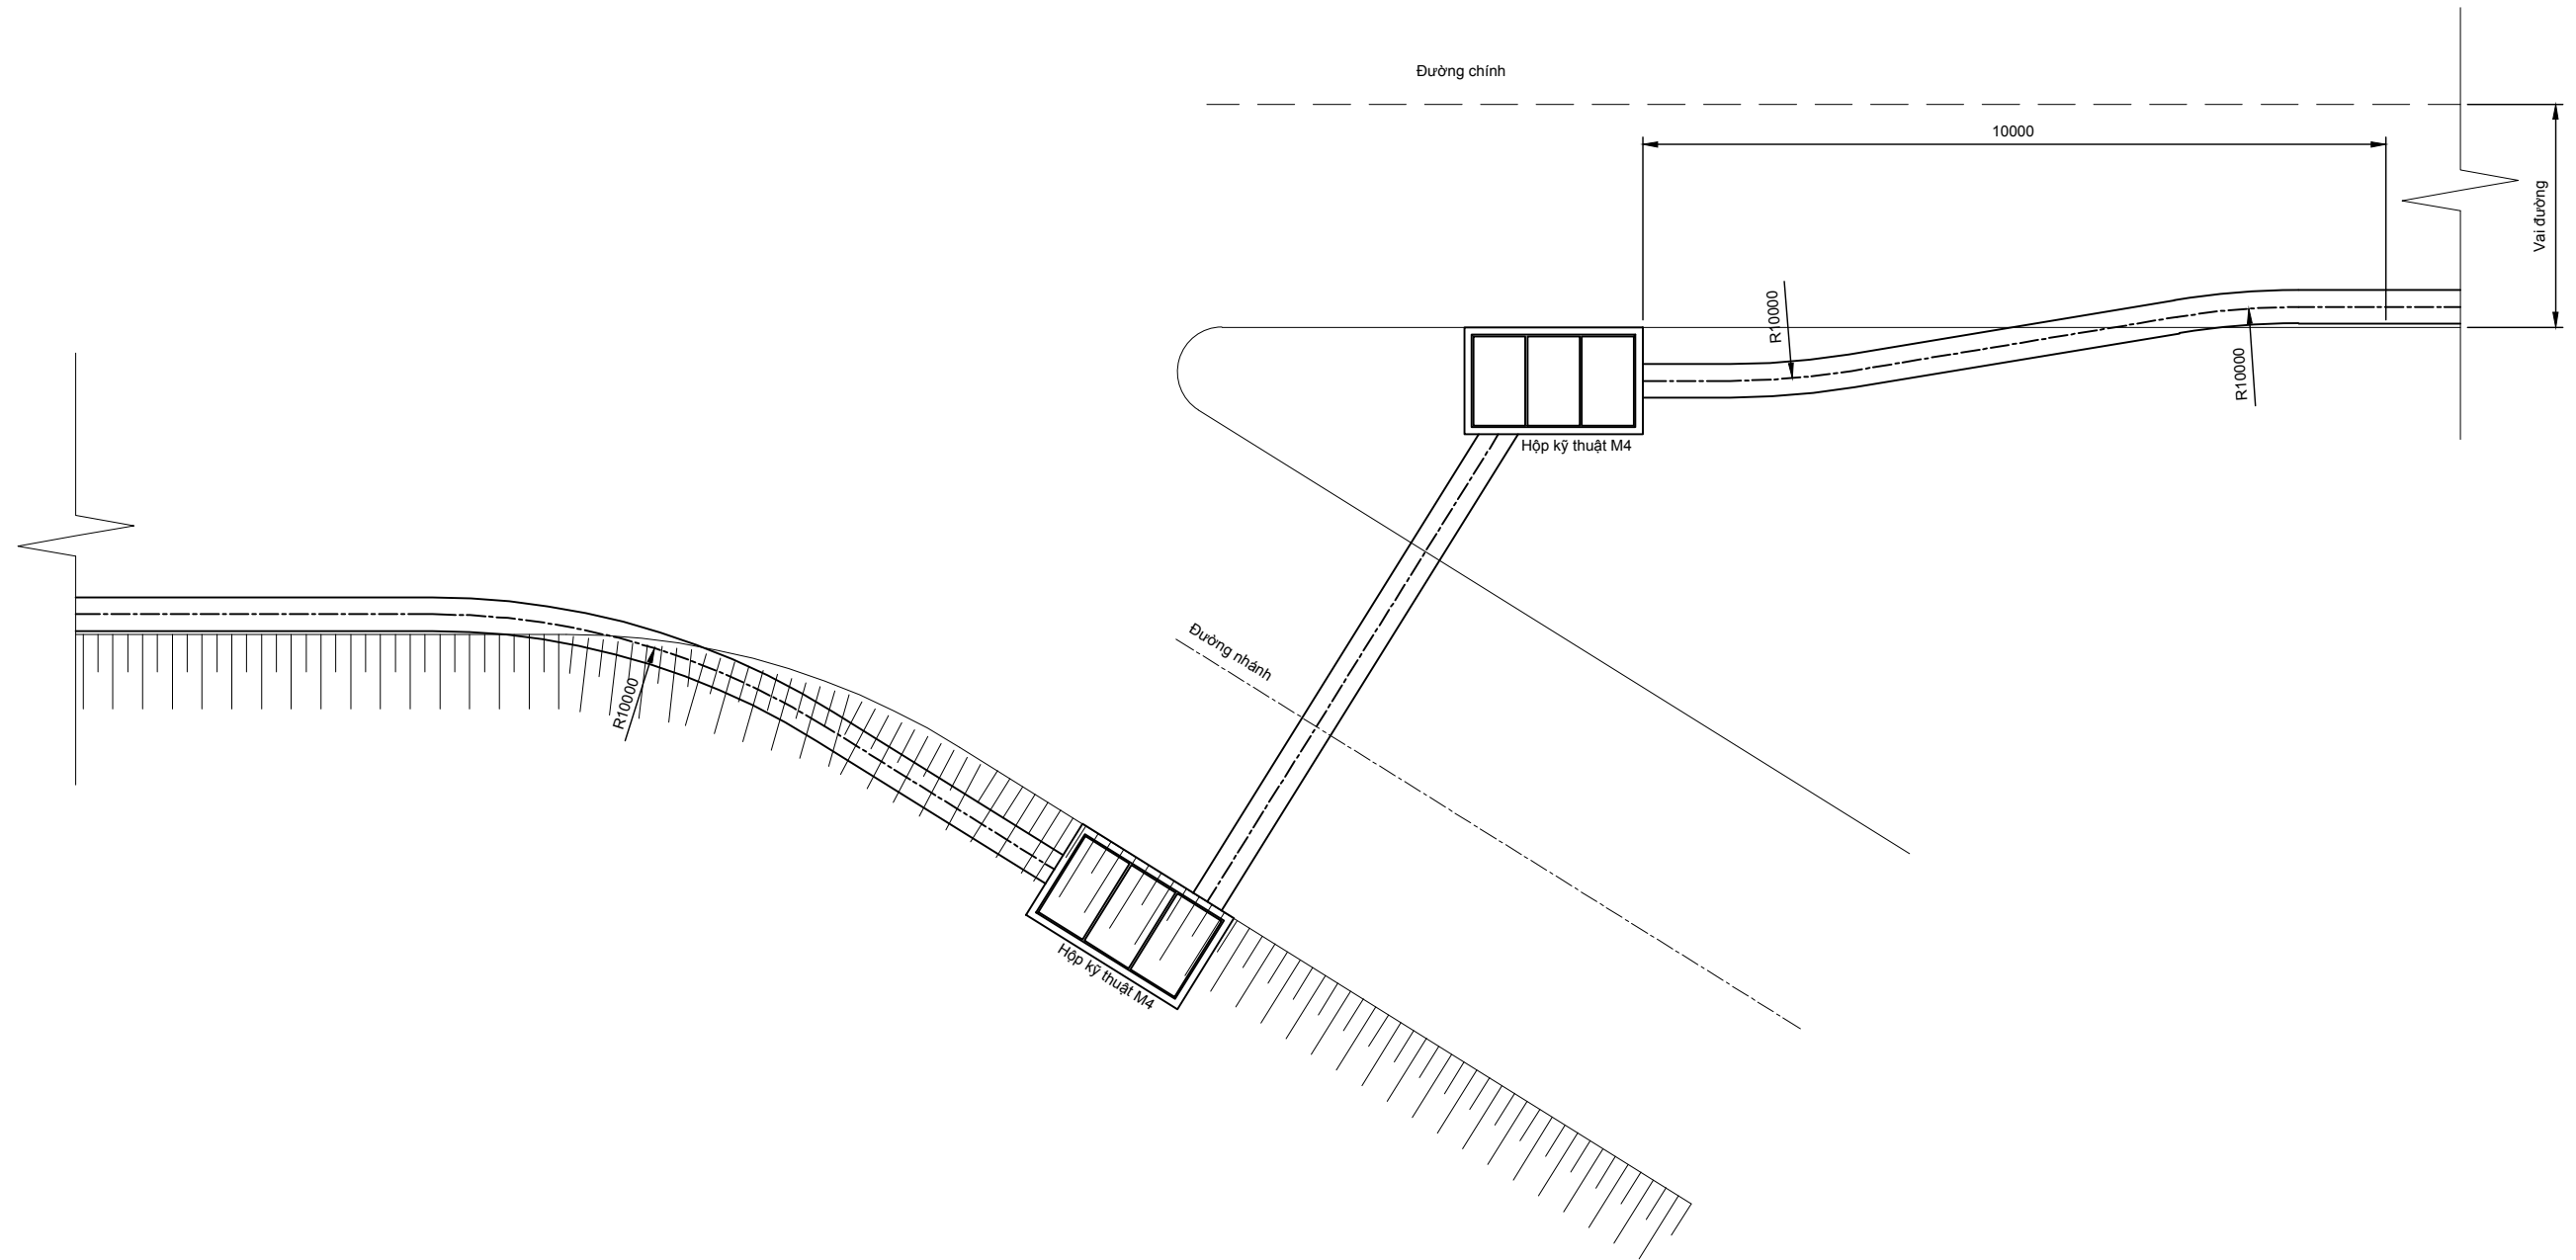 Đường chính
10000
Vai đường
R10000
R10000
Hộp kỹ thuật M4
Đường nhánh
R10000
Hộp kỹ thuật M4